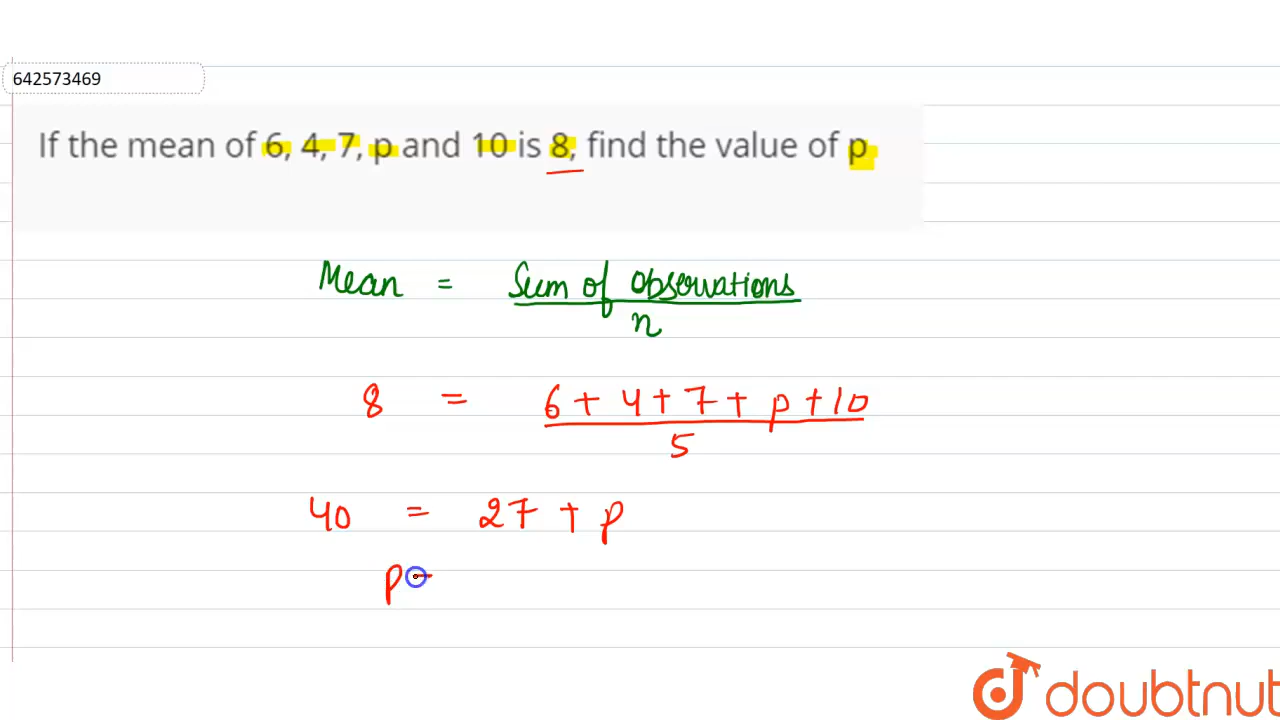 642573469
If the mean of 6, 4, 7, p and 10 is 8, find the value of p
Mean = Sum of observations
n
8 = 6 + 4 + 7 + p + 10
5
40 = 27 + p
p
doubtnut